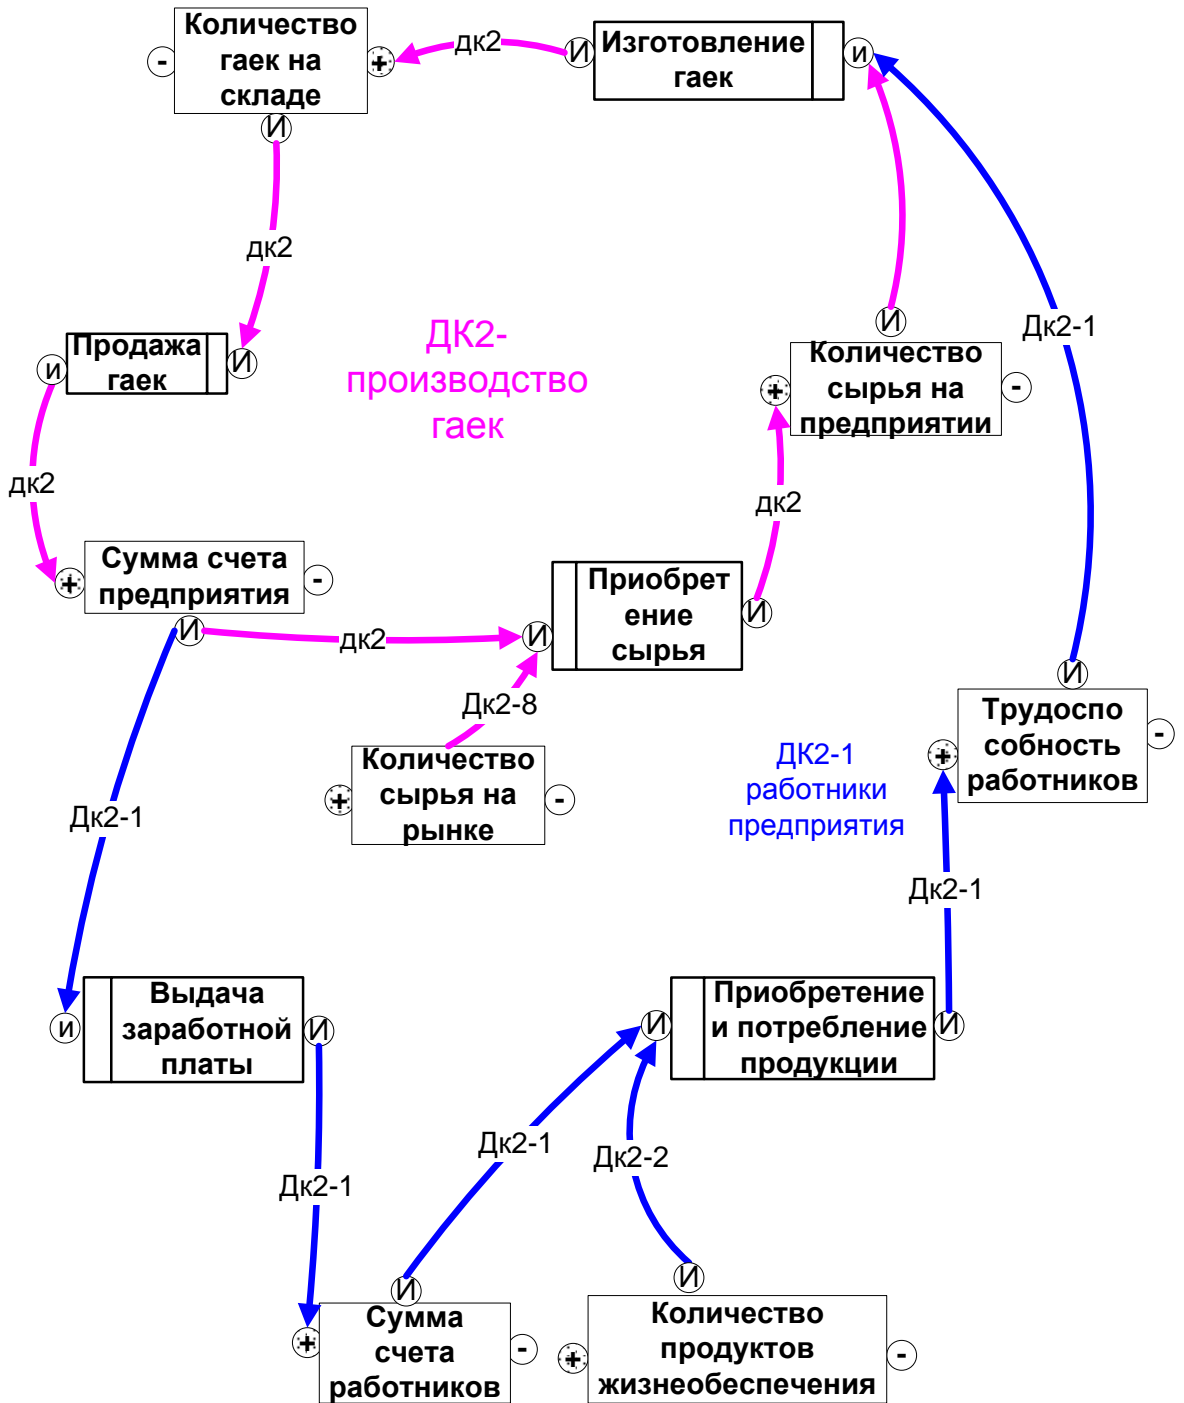 Количество
гаек на
складе
-
+
И
дк2
И
Изготовление
гаек
и
дк2
Продажа
гаек
И
и
дк2
ДК2-
производство
гаек
И
Количество
сырья на
предприятии
+
-
Дк2-1
дк2
Сумма счета
предприятия
+
-
И
дк2
И
Приобрет
ение
сырья
И
Дк2-8
Количество
сырья на
рынке
+
-
И
Трудоспо
собность
работников
+
-
ДК2-1
работники
предприятия
Дк2-1
Дк2-1
и
Выдача
заработной
платы
И
И
Приобретение
и потребление
продукции
И
Дк2-1
Дк2-2
Дк2-1
И
Сумма
счета
работников
+
-
И
Количество
продуктов
жизнеобеспечения
+
-